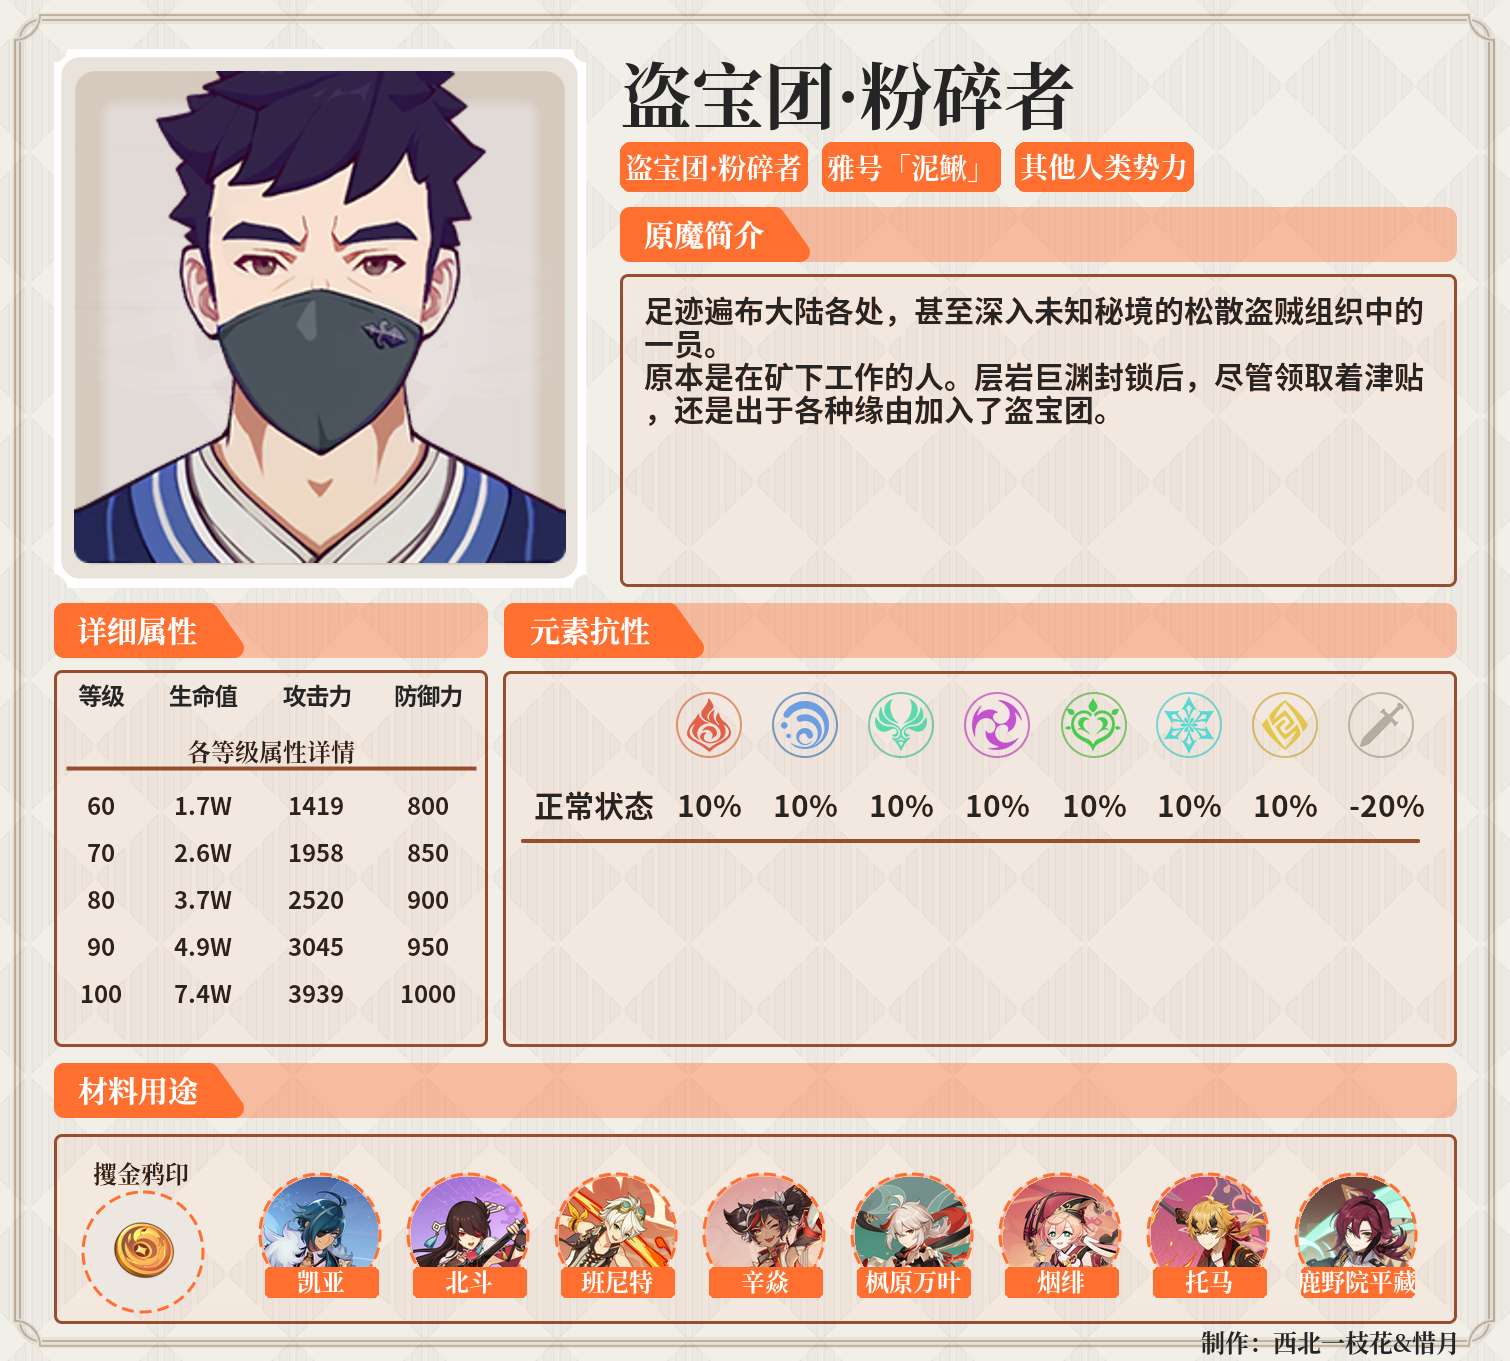 盗宝团·粉碎者
盗宝团·粉碎者 雅号「泥鳅」 其他人类势力
原魔简介
足迹遍布大陆各处，甚至深入未知秘境的松散盗贼组织中的
一员。
原本是在矿下工作的人。层岩巨渊封锁后，尽管领取着津贴
，还是出于各种缘由加入了盗宝团。
详细属性
等级 生命值 攻击力 防御力
各等级属性详情
60 1.7W 1419 800
70 2.6W 1958 850
80 3.7W 2520 900
90 4.9W 3045 950
100 7.4W 3939 1000
元素抗性
正常状态 10% 10% 10% 10% 10% 10% 10% -20%
材料用途
攫金鸦印
凯亚 北斗 班尼特 辛焱 枫原万叶 烟绯 托马 鹿野院平藏
制作：西北一枝花&惜月